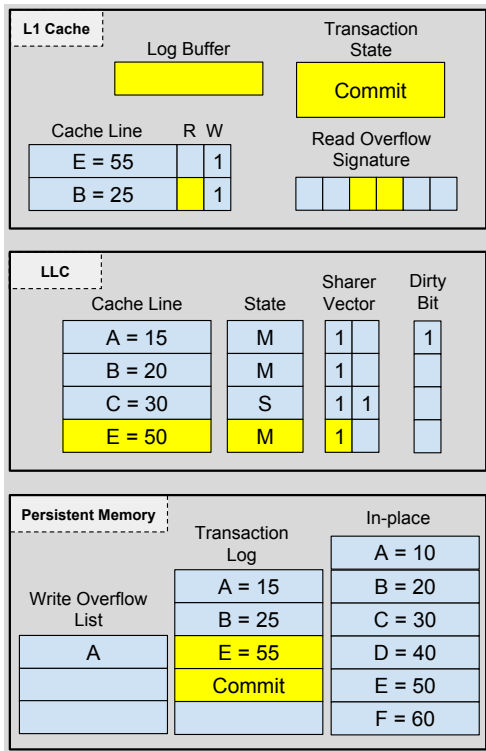 L1 Cache
Log Buffer
Transaction
State
Commit
Cache Line R W
E = 55 1
B = 25 1
Read Overflow
Signature
LLC
Cache Line State
Sharer
Vector
Dirty
Bit
A = 15 M 1 1
B = 20 M 1
C = 30 S 1 1
E = 50 M 1
Persistent Memory
Write Overflow
List
A
Transaction
Log
A = 15
B = 25
E = 55
Commit
In-place
A = 10
B = 20
C = 30
D = 40
E = 50
F = 60